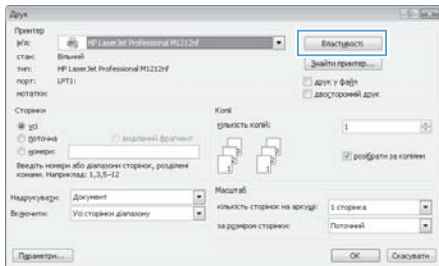 Друк
Принтер
Ім'я: HP LaserJet Professional M1212nf
Властивості
стан: Вільний
Знайти принтер...
тип: HP LaserJet Professional M1212nf
порт: LPT1:
друк у файл
нотатки:
двосторонній друк
Сторінки
усі
поточна
виділений фрагмент
номери:
Введіть номери або діапазони сторінок, розділені
комами. Наприклад: 1,3,5–12
Копії
кількість копій: 1
розібрати за копіями
Надрукувати: Документ
Включити: Усі сторінки діапазону
Масштаб
кількість сторінок на аркуші: 1 сторінка
за розміром сторінки: Поточний
Параметри...
OK
Скасувати